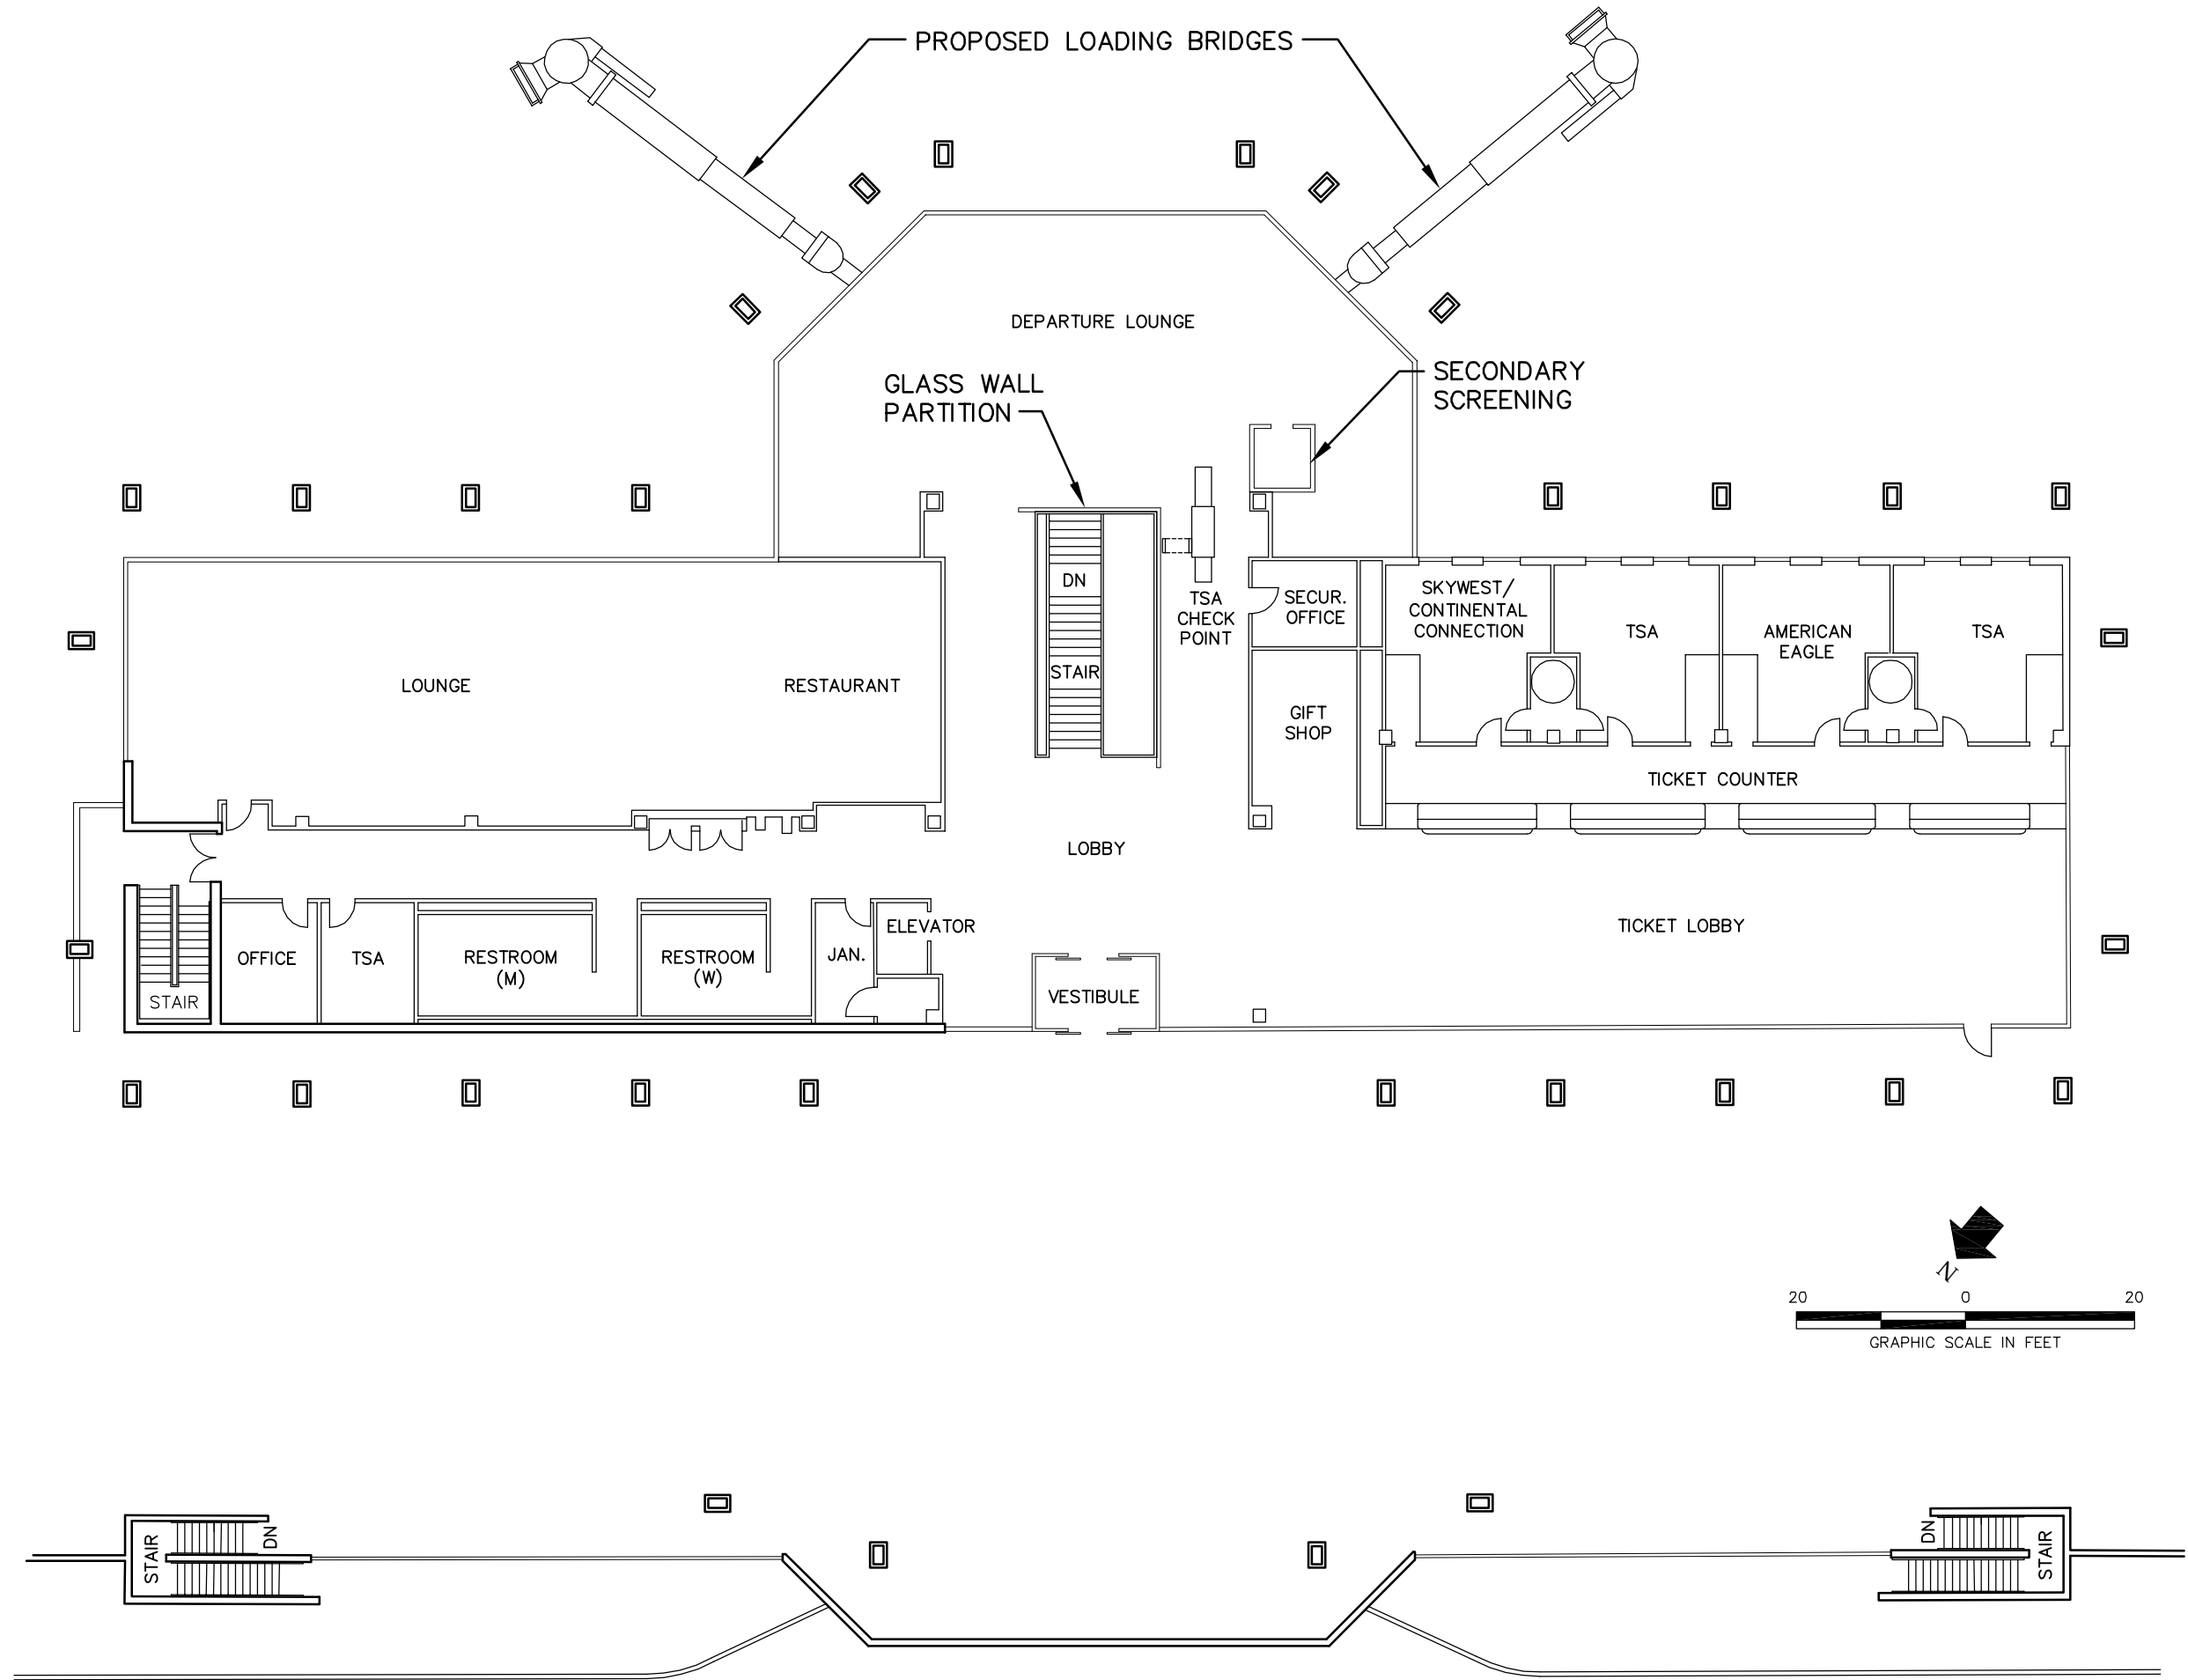 PROPOSED LOADING BRIDGES
DEPARTURE LOUNGE
GLASS WALL
PARTITION
SECONDARY
SCREENING
DN
STAIR
TSA
CHECK
POINT
SECUR.
OFFICE
GIFT
SHOP
SKYWEST/
CONTINENTAL
CONNECTION
TSA
AMERICAN
EAGLE
TSA
LOUNGE
RESTAURANT
TICKET COUNTER
LOBBY
TICKET LOBBY
ELEVATOR
OFFICE
TSA
RESTROOM
(M)
RESTROOM
(W)
JAN.
STAIR
VESTIBULE
N
20 0 20
GRAPHIC SCALE IN FEET
STAIR
DN
DN
STAIR